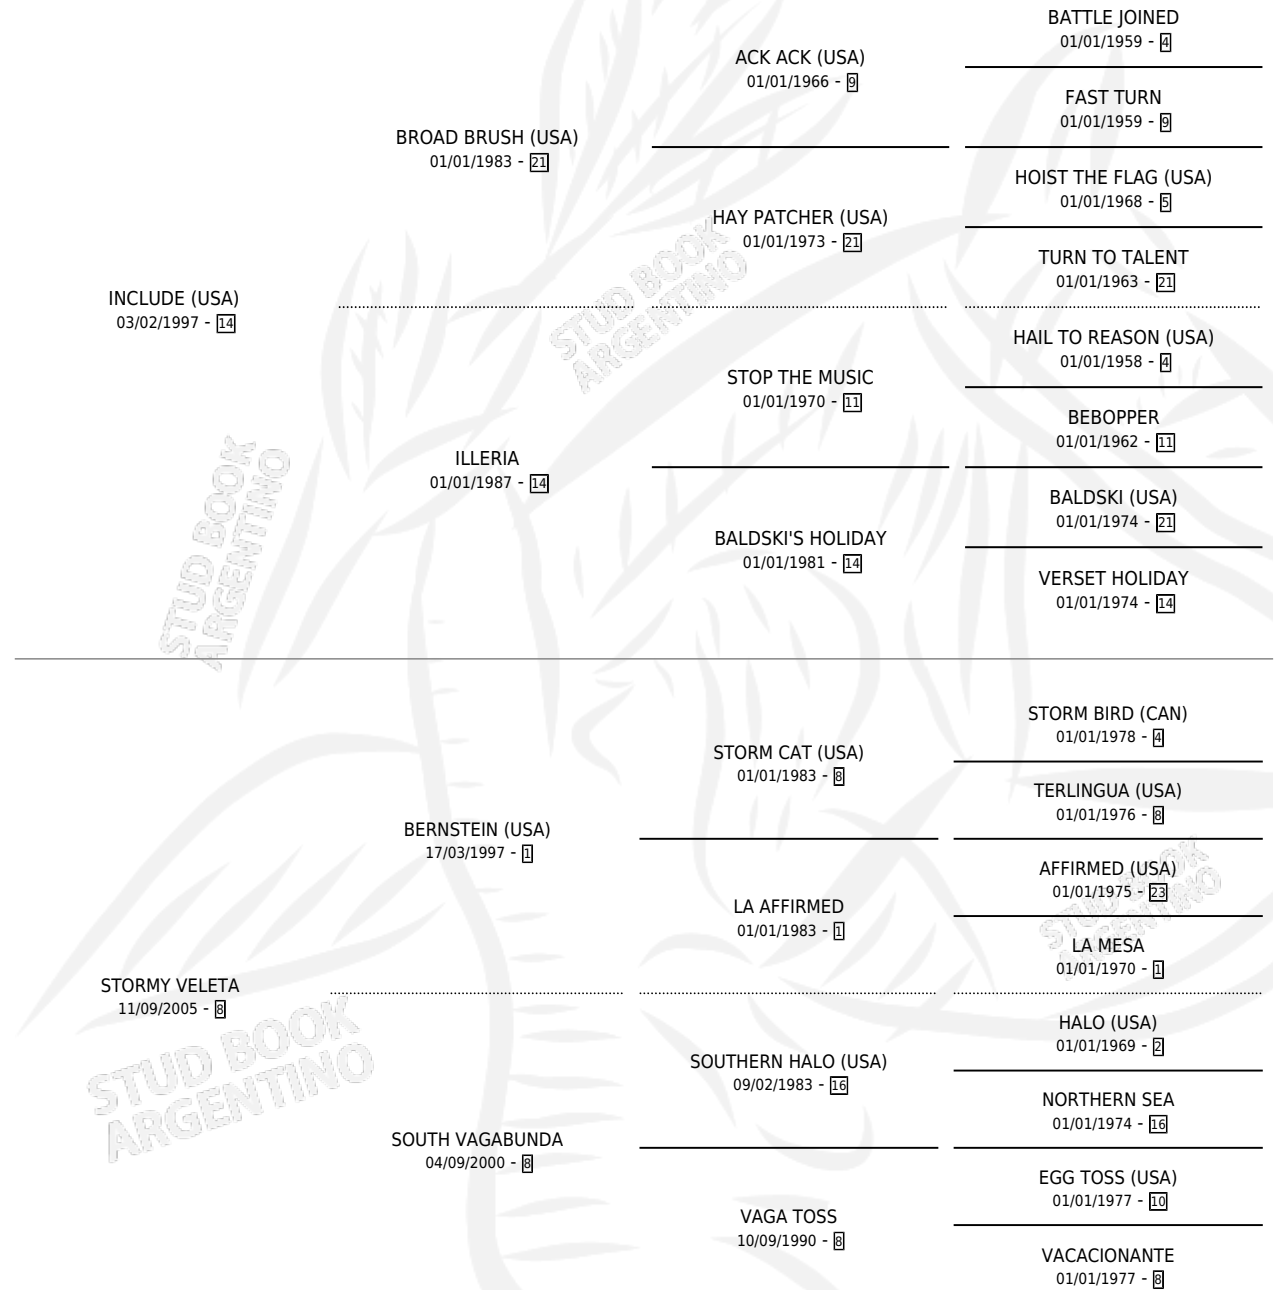 BATTLE JOINED
01/01/1959 - 4
ACK ACK (USA)
01/01/1966 - 9
FAST TURN
01/01/1959 - 9
BROAD BRUSH (USA)
01/01/1983 - 21
HOIST THE FLAG (USA)
01/01/1968 - 5
HAY PATCHER (USA)
01/01/1973 - 21
TURN TO TALENT
01/01/1963 - 21
INCLUDE (USA)
03/02/1997 - 14
STUD BOOK
ARGENTINO
HAIL TO REASON (USA)
01/01/1958 - 4
STOP THE MUSIC
01/01/1970 - 11
BEBOPPER
01/01/1962 - 11
ILLERIA
01/01/1987 - 14
BALDSKI (USA)
01/01/1974 - 21
BALDSKI'S HOLIDAY
01/01/1981 - 14
VERSET HOLIDAY
01/01/1974 - 14
STUD BOOK
ARGENTINO
STORM BIRD (CAN)
01/01/1978 - 4
STORM CAT (USA)
01/01/1983 - 8
TERLINGUA (USA)
01/01/1976 - 8
BERNSTEIN (USA)
17/03/1997 - 1
AFFIRMED (USA)
01/01/1975 - 23
LA AFFIRMED
01/01/1983 - 1
LA MESA
01/01/1970 - 1
STUD BOOK
ARGENTINO
STORMY VELETA
11/09/2005 - 8
HALO (USA)
01/01/1969 - 2
SOUTHERN HALO (USA)
09/02/1983 - 16
NORTHERN SEA
01/01/1974 - 16
STUD BOOK
ARGENTINO
SOUTH VAGABUNDA
04/09/2000 - 8
EGG TOSS (USA)
01/01/1977 - 10
VAGA TOSS
10/09/1990 - 8
VACACIONANTE
01/01/1977 - 8